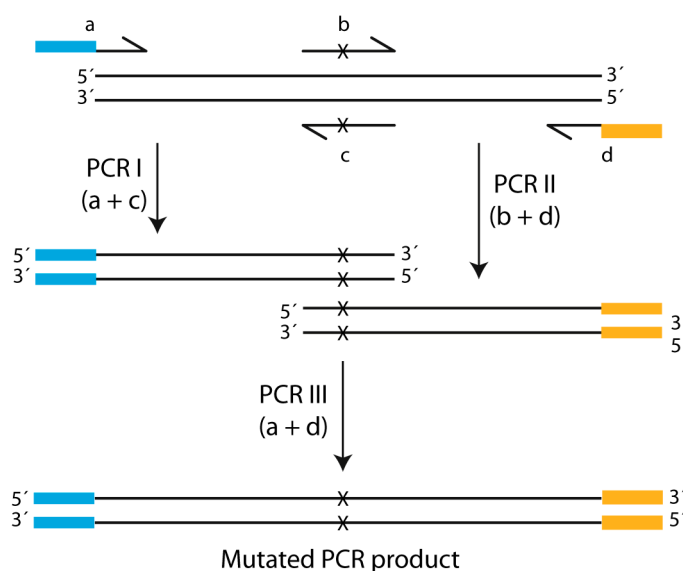 a b
5´ 3´
3´ 5´
c d
PCR I PCR II
(a + c) (b + d)
5´ 3´
3´ 5´
5´ 3
3´ 5
PCR III
(a + d)
5´ 3´
3´ 5´
Mutated PCR product